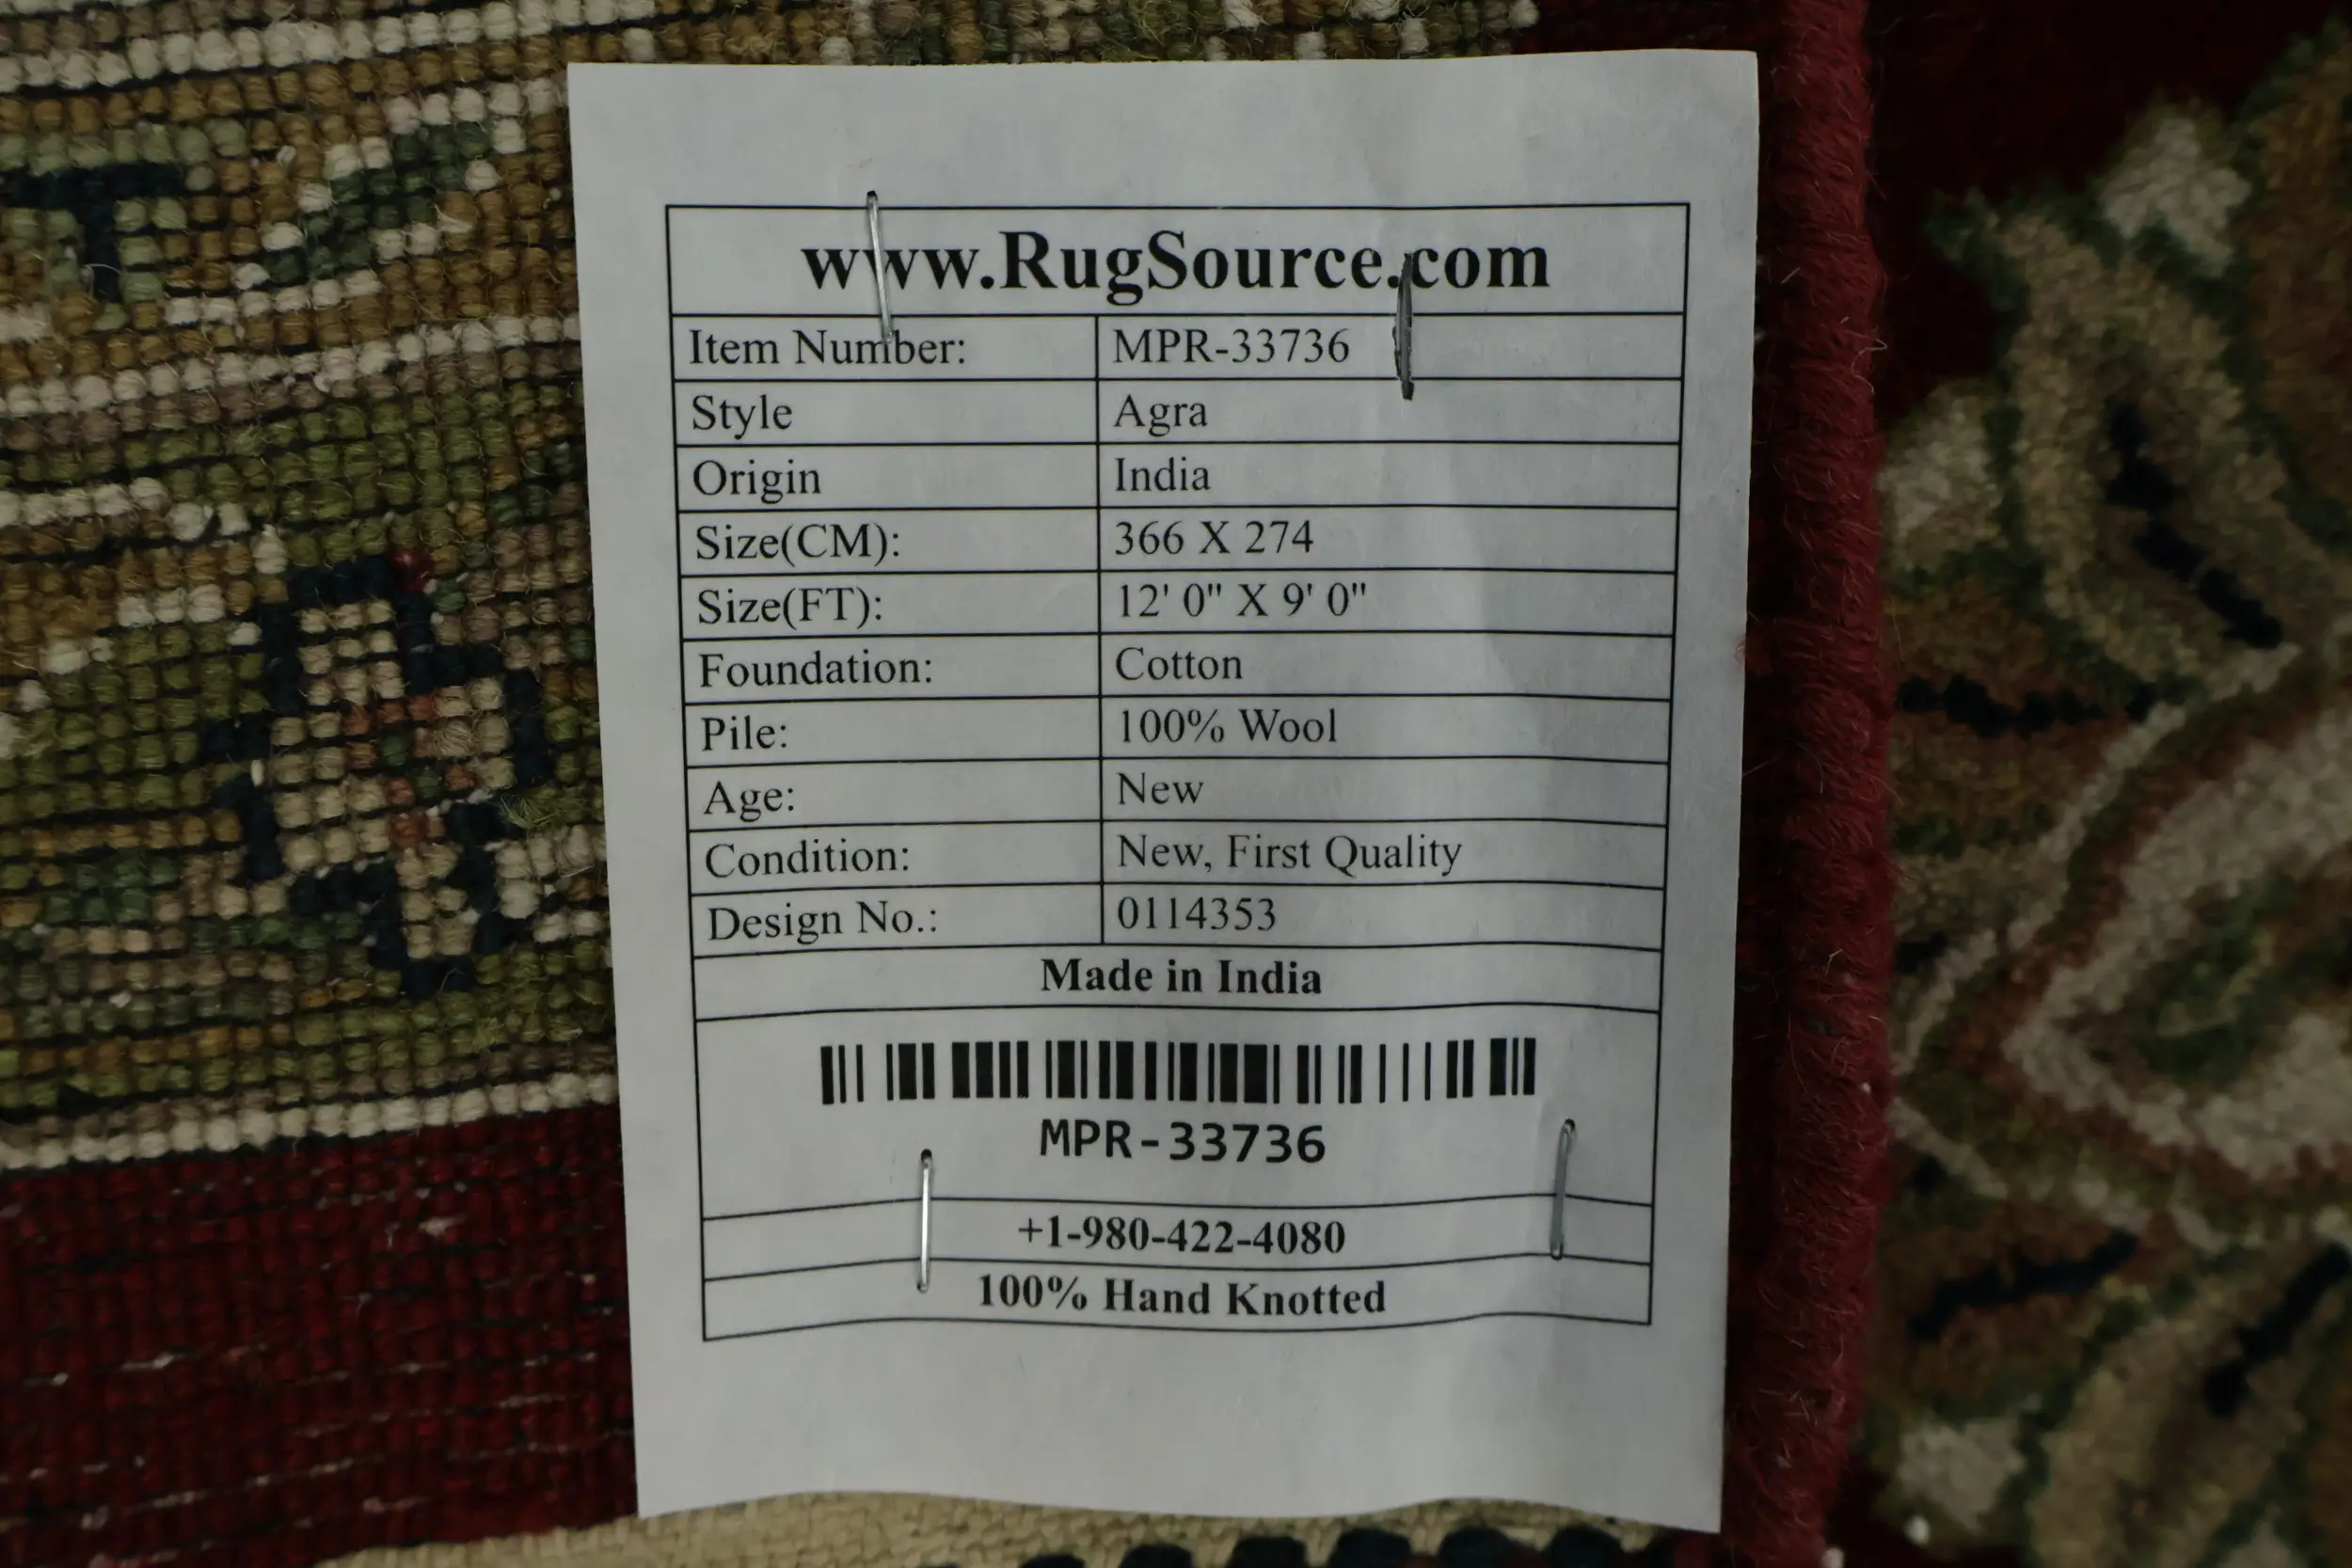 www.RugSource.com
Item Number: MPR-33736
Style Agra
Origin India
Size(CM): 366 X 274
Size(FT): 12' 0" X 9' 0"
Foundation: Cotton
Pile: 100% Wool
Age: New
Condition: New, First Quality
Design No.: 0114353
Made in India
MPR-33736
+1-980-422-4080
100% Hand Knotted